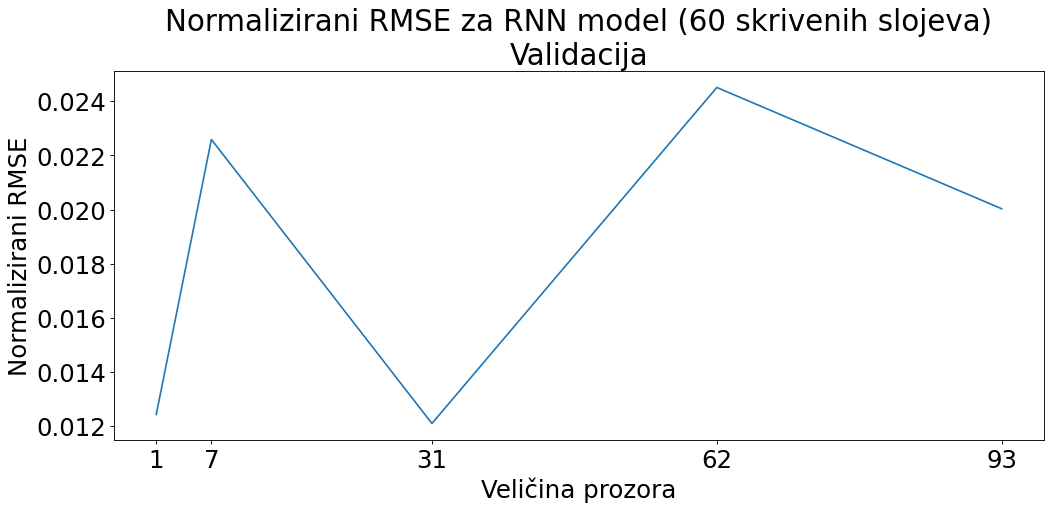 Normalizirani RMSE za RNN model (60 skrivenih slojeva)
Validacija
Normalizirani RMSE
0.024
0.022
0.020
0.018
0.016
0.014
0.012
1 7 31 62 93
Veličina prozora